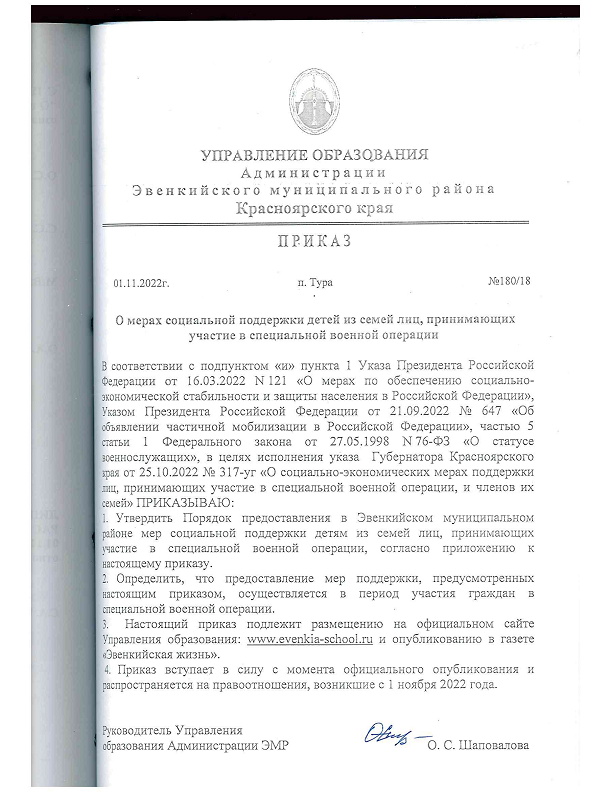 УПРАВЛЕНИЕ ОБРАЗОВАНИЯ
Администрации
Эвенкийского муниципального района
Красноярского края
ПРИКАЗ
01.11.2022г. п. Тура №180/18
О мерах социальной поддержки детей из семей лиц, принимающих
участие в специальной военной операции
В соответствии с подпунктом «и» пункта 1 Указа Президента Российской
Федерации от 16.03.2022 N 121 «О мерах по обеспечению социально-
экономической стабильности и защиты населения в Российской Федерации»,
Указом Президента Российской Федерации от 21.09.2022 № 647 «Об
объявлении частичной мобилизации в Российской Федерации», частью 5
статьи 1 Федерального закона от 27.05.1998 N 76-ФЗ «О статусе
военнослужащих», в целях исполнения указа Губернатора Красноярского
края от 25.10.2022 № 317-уг «О социально-экономических мерах поддержки
лиц, принимающих участие в специальной военной операции, и членов их
семей» ПРИКАЗЫВАЮ:
1. Утвердить Порядок предоставления в Эвенкийском муниципальном
районе мер социальной поддержки детям из семей лиц, принимающих
участие в специальной военной операции, согласно приложению к
настоящему приказу.
2. Определить, что предоставление мер поддержки, предусмотренных
настоящим приказом, осуществляется в период участия граждан в
специальной военной операции.
3. Настоящий приказ подлежит размещению на официальном сайте
Управления образования: www.evenkia-school.ru и опубликованию в газете
«Эвенкийская жизнь».
4. Приказ вступает в силу с момента официального опубликования и
распространяется на правоотношения, возникшие с 1 ноября 2022 года.
Руководитель Управления
образования Администрации ЭМР О. С. Шаповалова